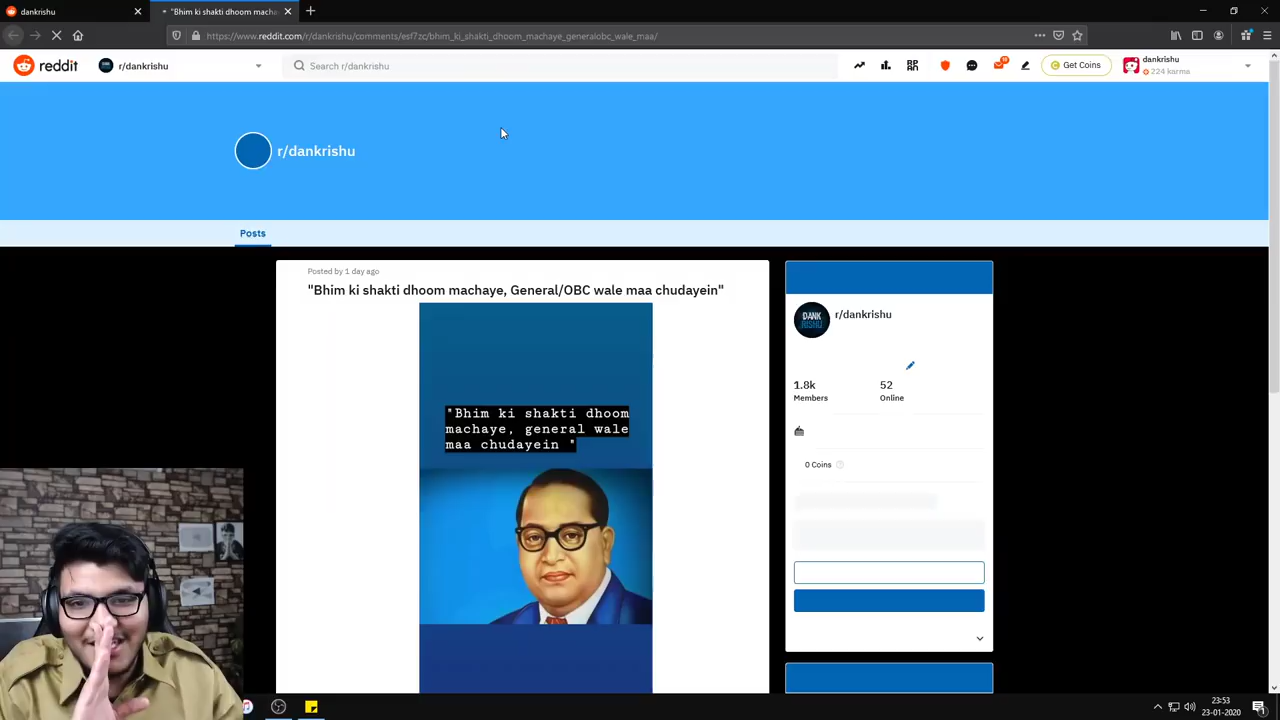 dankrishu
"Bhim ki shakti dhoom macha
https://www.reddit.com/r/dankrishu/comments/esf7zc/bhim_ki_shakti_dhoom_machaye_generalobc_wale_maa/
reddit
r/dankrishu
Search r/dankrishu
Get Coins
dankrishu
224 karma
r/dankrishu
Posts
Posted by 1 day ago
"Bhim ki shakti dhoom machaye, General/OBC wale maa chudayein"
"Bhim ki shakti dhoom
machaye, general wale
maa chudayein "
DANK
RISHU
r/dankrishu
1.8k
52
Members
Online
0 Coins
23:53
23-01-2020